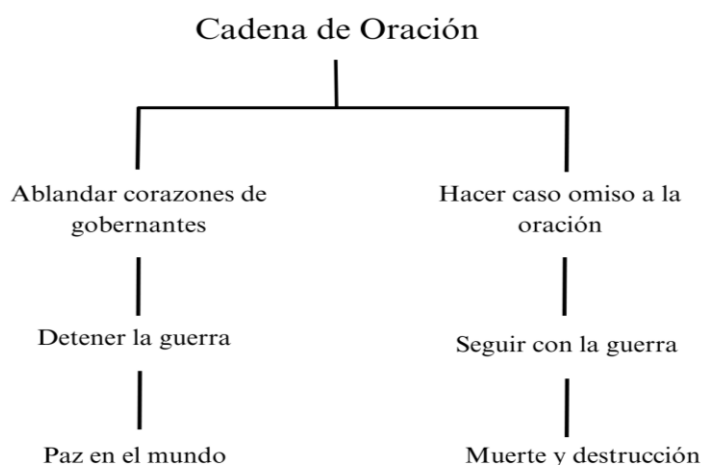 Cadena de Oración
Ablandar corazones de
gobernantes
Detener la guerra
Paz en el mundo
Hacer caso omiso a la
oración
Seguir con la guerra
Muerte y destrucción